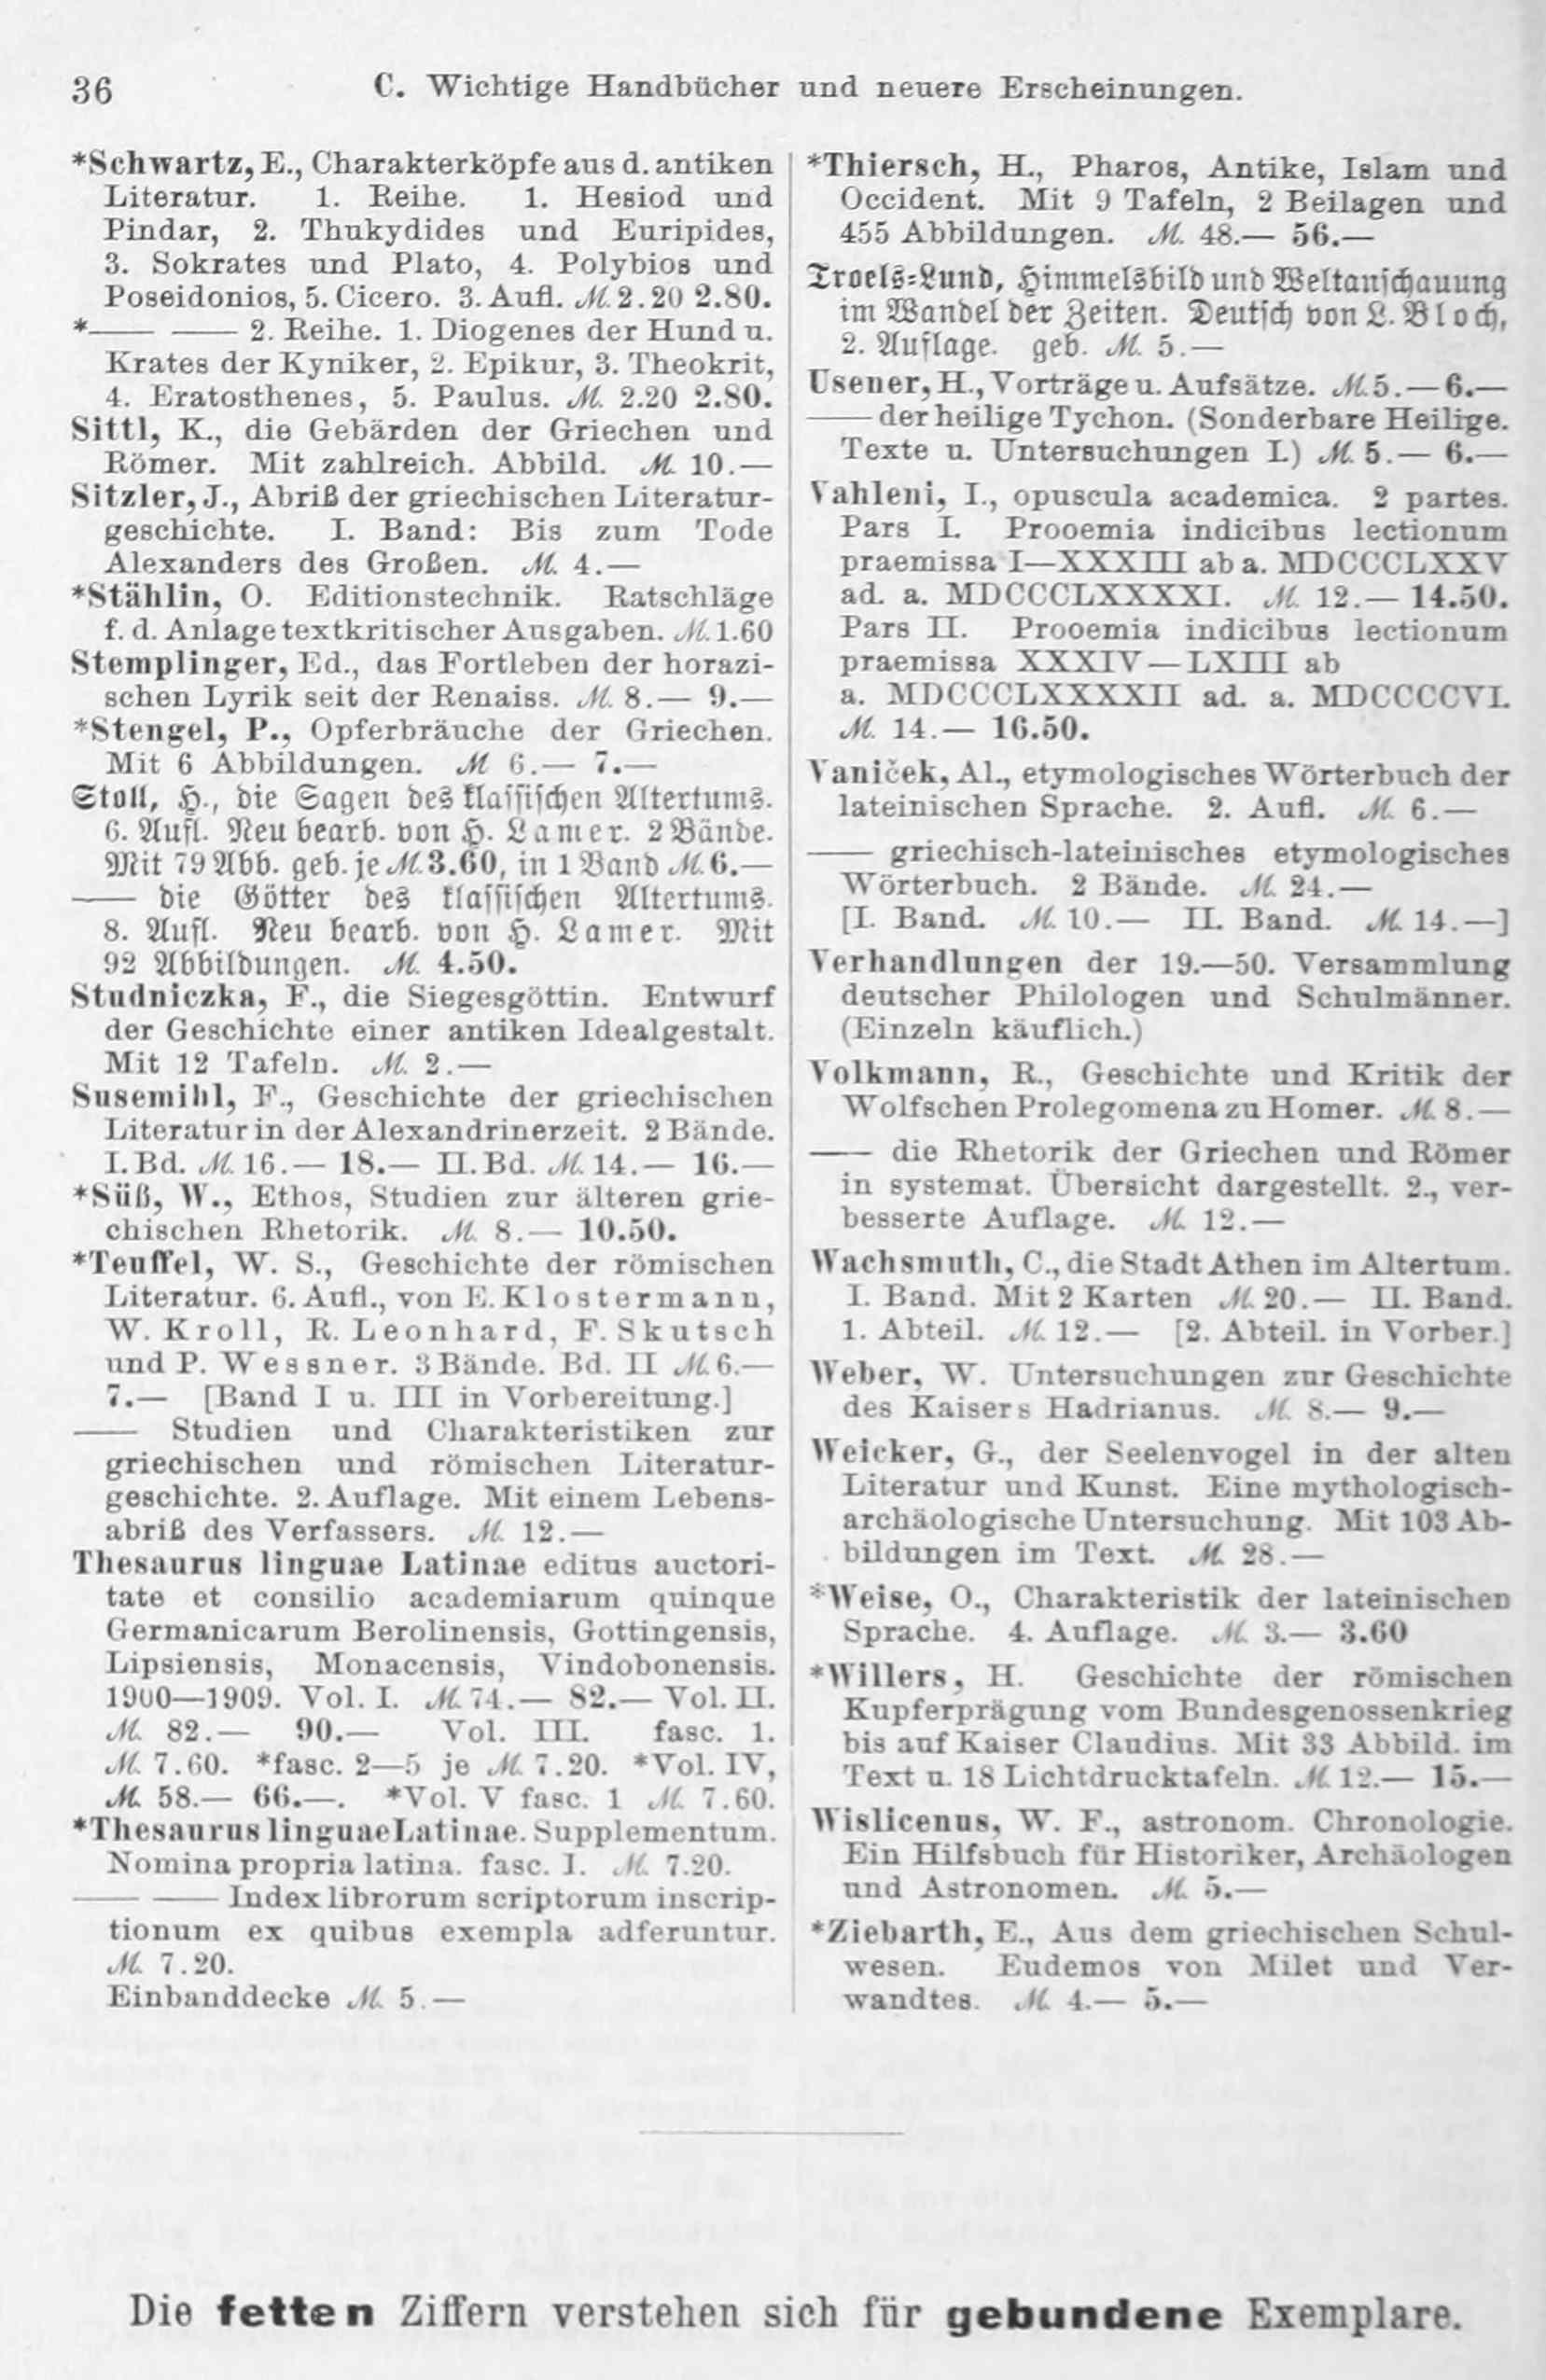 36
C. Wichtige Handbücher und neuere Erscheinungen.
*Schwartz, E., Charakterköpfe aus d. antiken
Literatur. 1. Reihe. 1. Hesiod und
Pindar, 2. Thukydides und Euripides,
3. Sokrates und Plato, 4. Polybios und
Poseidonios, 5. Cicero. 3. Aufl. M. 2.20 2.80.
*—— —— 2. Reihe. 1. Diogenes der Hund u.
Krates der Kyniker, 2. Epikur, 3. Theokrit,
4. Eratosthenes, 5. Paulus. M. 2.20 2.80.
Sittl, K., die Gebärden der Griechen und
Römer. Mit zahlreich. Abbild. M. 10.—
Sitzler, J., Abriß der griechischen Literatur-
geschichte. I. Band: Bis zum Tode
Alexanders des Großen. M. 4.—
*Stählin, O. Editionstechnik. Ratschläge
f. d. Anlage textkritischer Ausgaben. M. 1.60
Stemplinger, Ed., das Fortleben der horazi-
schen Lyrik seit der Renaiss. M. 8.— 9.—
*Stengel, P., Opferbräuche der Griechen.
Mit 6 Abbildungen. M 6.— 7.—
Stoll, H., die Sagen des klassischen Altertums.
6. Aufl. Neu bearb. von H. Lamer. 2 Bände.
Mit 79 Abb. geb. je M. 3.60, in 1 Band M. 6.—
—— die Götter des klassischen Altertums.
8. Aufl. Neu bearb. von H. Lamer. Mit
92 Abbildungen. M. 4.50.
Studniczka, F., die Siegesgöttin. Entwurf
der Geschichte einer antiken Idealgestalt.
Mit 12 Tafeln. M. 2.—
Susemihl, F., Geschichte der griechischen
Literatur in der Alexandrinerzeit. 2 Bände.
I. Bd. M. 16.— 18.— II. Bd. M. 14.— 16.—
*Süß, W., Ethos, Studien zur älteren grie-
chischen Rhetorik. M. 8.— 10.50.
*Teuffel, W. S., Geschichte der römischen
Literatur. 6. Aufl., von E. Klostermann,
W. Kroll, R. Leonhard, F. Skutsch
und P. Wessner. 3 Bände. Bd. II M. 6.—
7.— [Band I u. III in Vorbereitung.]
—— Studien und Charakteristiken zur
griechischen und römischen Literatur-
geschichte. 2. Auflage. Mit einem Lebens-
abriß des Verfassers. M. 12.—
Thesaurus linguae Latinae editus auctori-
tate et consilio academiarum quinque
Germanicarum Berolinensis, Gottingensis,
Lipsiensis, Monacensis, Vindobonensis.
1900—1909. Vol. I. M. 74.— 82.— Vol. II.
M. 82.— 90.— Vol. III. fasc. 1.
M. 7.60. *fasc. 2—5 je M. 7.20. *Vol. IV,
M. 58.— 66.—. *Vol. V fasc. 1 M. 7.60.
*Thesaurus linguae Latinae. Supplementum.
Nomina propria latina. fasc. I. M. 7.20.
—— —— Index librorum scriptorum inscrip-
tionum ex quibus exempla adferuntur.
M. 7.20.
Einbanddecke M. 5.—
*Thiersch, H., Pharos, Antike, Islam und
Occident. Mit 9 Tafeln, 2 Beilagen und
455 Abbildungen. M. 48.— 56.—
Troels-Lund, Himmelsbild und Weltanschauung
im Wandel der Zeiten. Deutsch von L. Bloch,
2. Auflage. geb. M. 5.—
Usener, H., Vorträge u. Aufsätze. M. 5.— 6.—
—— der heilige Tychon. (Sonderbare Heilige.
Texte u. Untersuchungen I.) M. 5.— 6.—
Vahleni, I., opuscula academica. 2 partes.
Pars I. Prooemia indicibus lectionum
praemissa I—XXXIII ab a. MDCCCLXXV
ad. a. MDCCCLXXXXI. M. 12.— 14.50.
Pars II. Prooemia indicibus lectionum
praemissa XXXIV—LXIII ab
a. MDCCCLXXXXII ad. a. MDCCCCVI.
M. 14.— 16.50.
Vaniček, Al., etymologisches Wörterbuch der
lateinischen Sprache. 2. Aufl. M. 6.—
—— griechisch-lateinisches etymologisches
Wörterbuch. 2 Bände. M. 24.—
[I. Band. M. 10.— II. Band. M. 14.—]
Verhandlungen der 19.—50. Versammlung
deutscher Philologen und Schulmänner.
(Einzeln käuflich.)
Volkmann, R., Geschichte und Kritik der
Wolfschen Prolegomena zu Homer. M. 8.—
—— die Rhetorik der Griechen und Römer
in systemat. Übersicht dargestellt. 2., ver-
besserte Auflage. M. 12.—
Wachsmuth, C., die Stadt Athen im Altertum.
I. Band. Mit 2 Karten M. 20.— II. Band.
1. Abteil. M. 12.— [2. Abteil. in Vorber.]
Weber, W. Untersuchungen zur Geschichte
des Kaisers Hadrianus. M. 8.— 9.—
Weicker, G., der Seelenvogel in der alten
Literatur und Kunst. Eine mythologisch-
archäologische Untersuchung. Mit 103 Ab-
bildungen im Text. M. 28.—
*Weise, O., Charakteristik der lateinischen
Sprache. 4. Auflage. M. 3.— 3.60
*Willers, H. Geschichte der römischen
Kupferprägung vom Bundesgenossenkrieg
bis auf Kaiser Claudius. Mit 33 Abbild. im
Text u. 18 Lichtdrucktafeln. M. 12.— 15.—
Wislicenus, W. F., astronom. Chronologie.
Ein Hilfsbuch für Historiker, Archäologen
und Astronomen. M. 5.—
*Ziebarth, E., Aus dem griechischen Schul-
wesen. Eudemos von Milet und Ver-
wandtes. M. 4.— 5.—
Die fetten Ziffern verstehen sich für gebundene Exemplare.